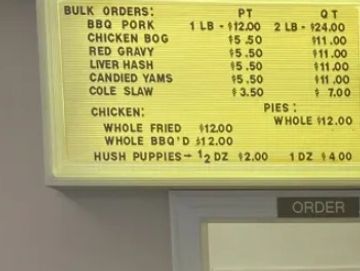 BULK ORDERS: PT QT
BBQ PORK 1 LB - $12.00 2 LB - $24.00
CHICKEN BOG $5.50 $11.00
RED GRAVY $5.50 $11.00
LIVER HASH $5.50 $11.00
CANDIED YAMS $5.50 $11.00
COLE SLAW $3.50 $7.00
CHICKEN: PIES:
WHOLE FRIED $12.00 WHOLE $12.00
WHOLE BBQ'D $12.00
HUSH PUPPIES - 1/2 DZ $2.00 1 DZ $4.00
ORDER